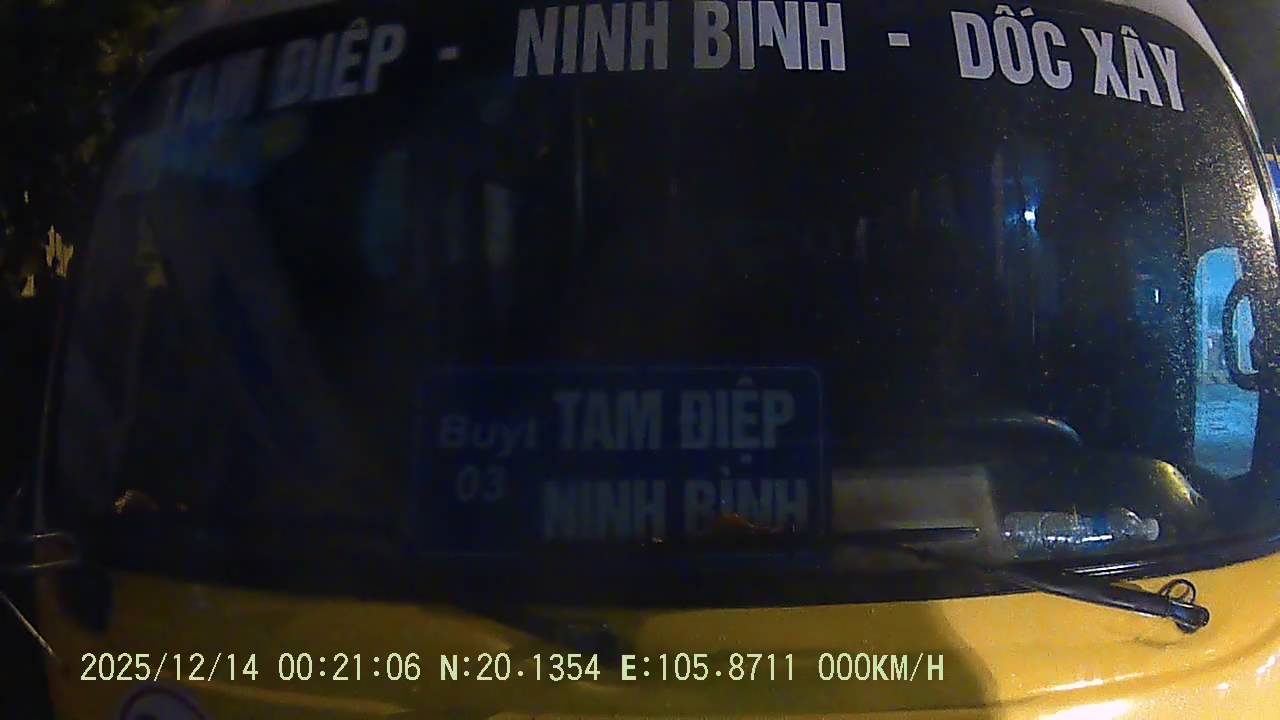 TAM ĐIỆP - NINH BÌNH - DỐC XÂY
Buýt 03
TAM ĐIỆP
NINH BÌNH
2025/12/14 00:21:06 N:20.1354 E:105.8711 000KM/H